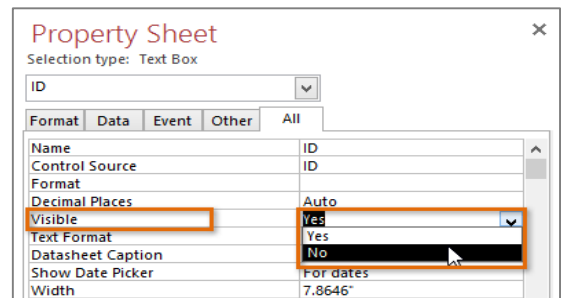 Property Sheet ×
Selection type: Text Box
ID
Format Data Event Other All
Name ID
Control Source ID
Format
Decimal Places Auto
Visible Yes
Text Format Yes
Datasheet Caption No
Show Date Picker For dates
Width 7.8646"